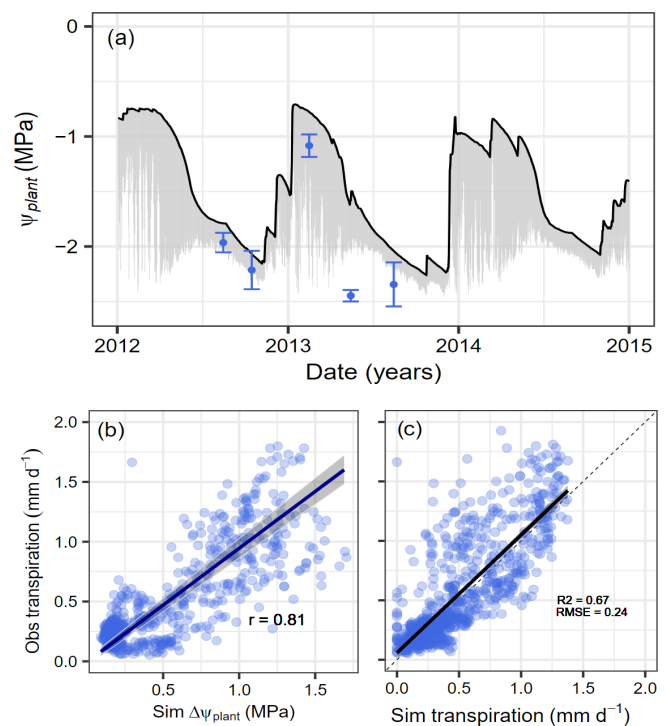 (a)
0
−1
−2
Ψplant (MPa)
2012 2013 2014 2015
Date (years)
(b)
2.0
1.5
1.0
0.5
0.0
Obs transpiration (mm d⁻¹)
r = 0.81
0.5 1.0 1.5
Sim Δψplant (MPa)
(c)
R2 = 0.67
RMSE = 0.24
0.0 0.5 1.0 1.5 2.0
Sim transpiration (mm d⁻¹)